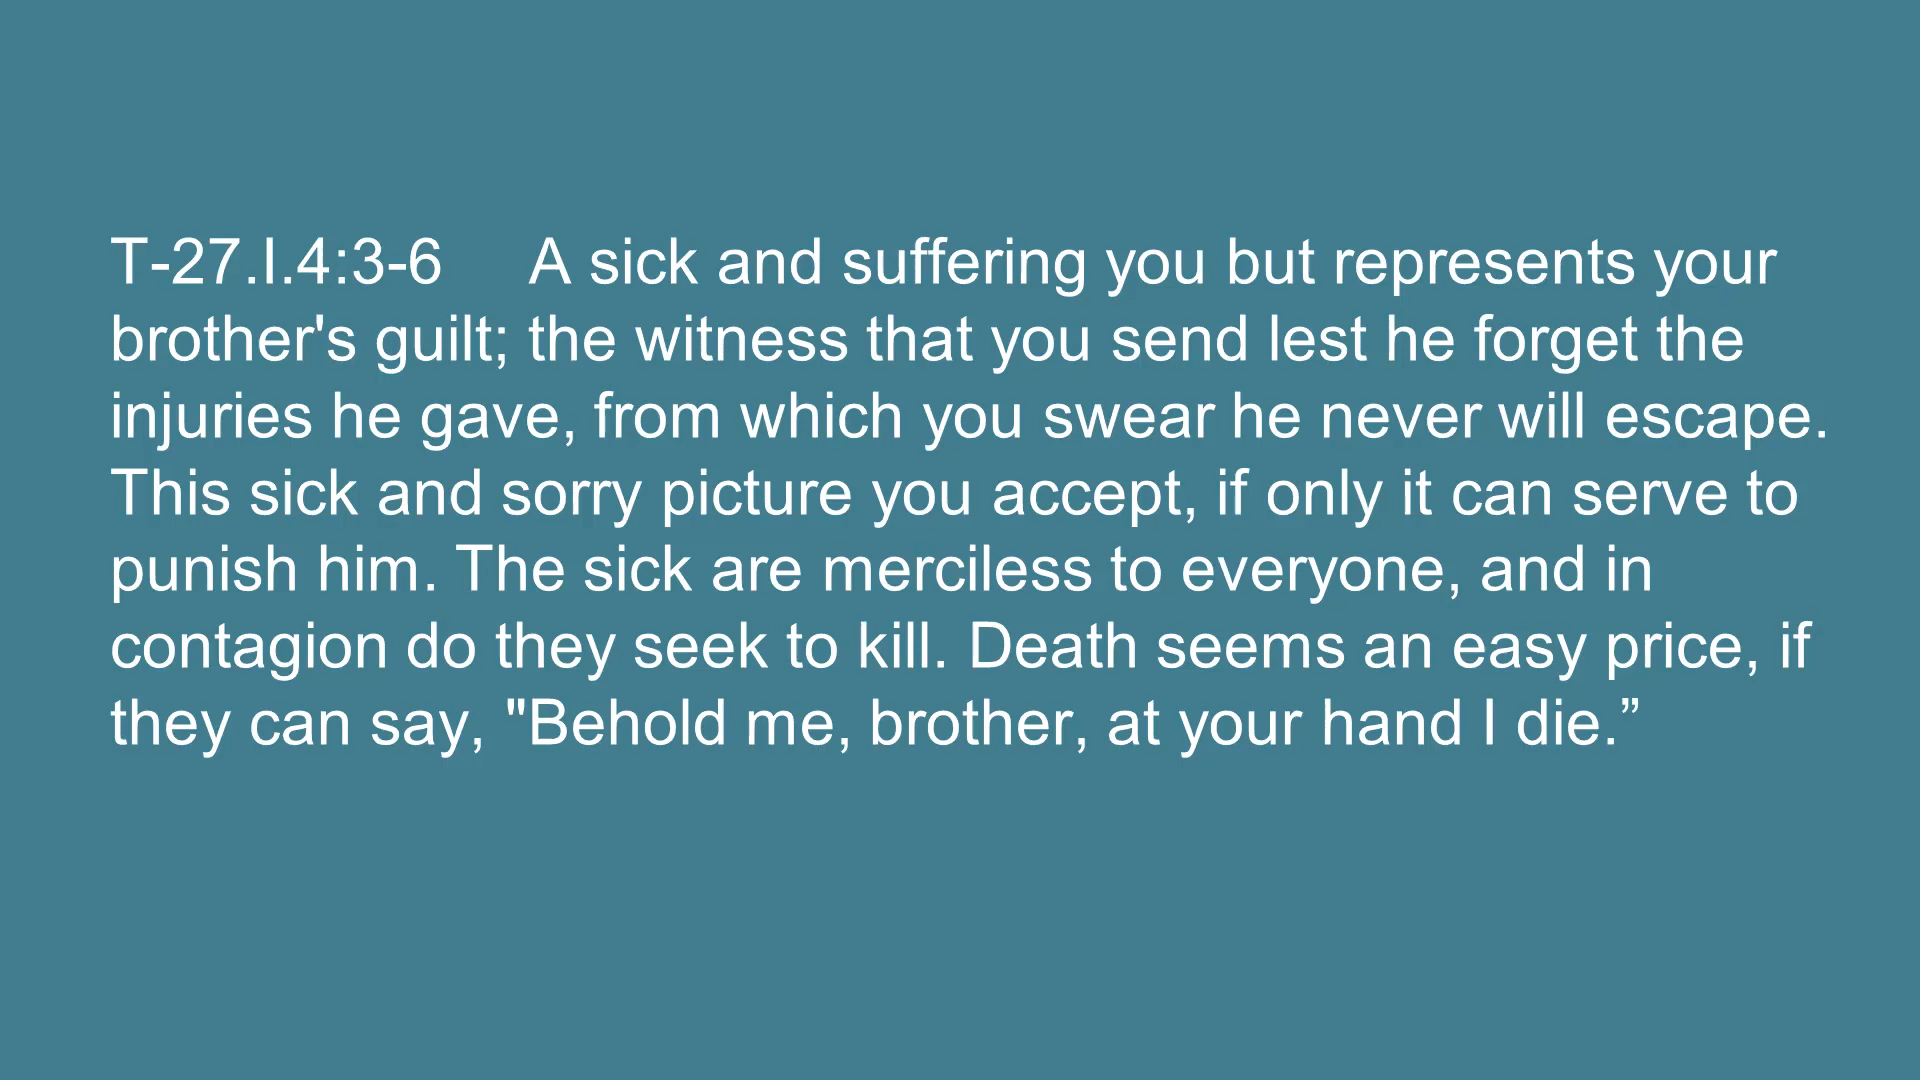 T-27.I.4:3-6 A sick and suffering you but represents your
brother's guilt; the witness that you send lest he forget the
injuries he gave, from which you swear he never will escape.
This sick and sorry picture you accept, if only it can serve to
punish him. The sick are merciless to everyone, and in
contagion do they seek to kill. Death seems an easy price, if
they can say, "Behold me, brother, at your hand I die.”